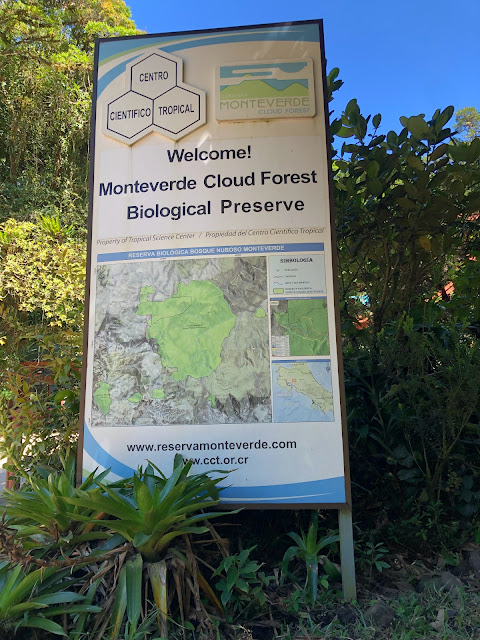 CENTRO
CIENTIFICO TROPICAL
MONTEVERDE
CLOUD FOREST
Welcome!
Monteverde Cloud Forest
Biological Preserve
Property of Tropical Science Center / Propiedad del Centro Científico Tropical
RESERVA BIOLÓGICA BOSQUE NUBOSO MONTEVERDE
SIMBOLOGÍA
www.reservamonteverde.com
www.cct.or.cr